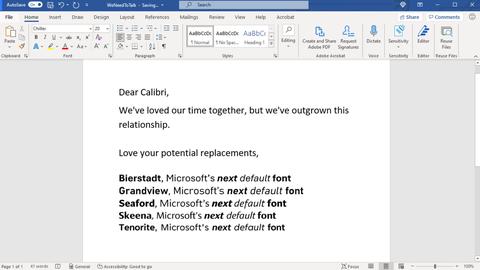 AutoSave
WeNeedToTalk - Saving...
Search
File Home Insert Draw Design Layout References Mailings Review View Help Acrobat
Share Comments
Paste
AaBbCcDc AaBbCcDc AaBbCc
1 Normal 1 No Spac... Heading 1
Editing
Create and Share Adobe PDF
Request Signatures
Dictate
Sensitivity
Editor
Reuse Files
Clipboard Font Paragraph Styles Adobe Acrobat Voice Sensitivity Editor Reuse Files
Dear Calibri,
We've loved our time together, but we've outgrown this
relationship.
Love your potential replacements,
Bierstadt, Microsoft's next default font
Grandview, Microsoft's next default font
Seaford, Microsoft's next default font
Skeena, Microsoft's next default font
Tenorite, Microsoft's next default font
Page 1 of 1 41 words General Accessibility: Good to go Focus 100%